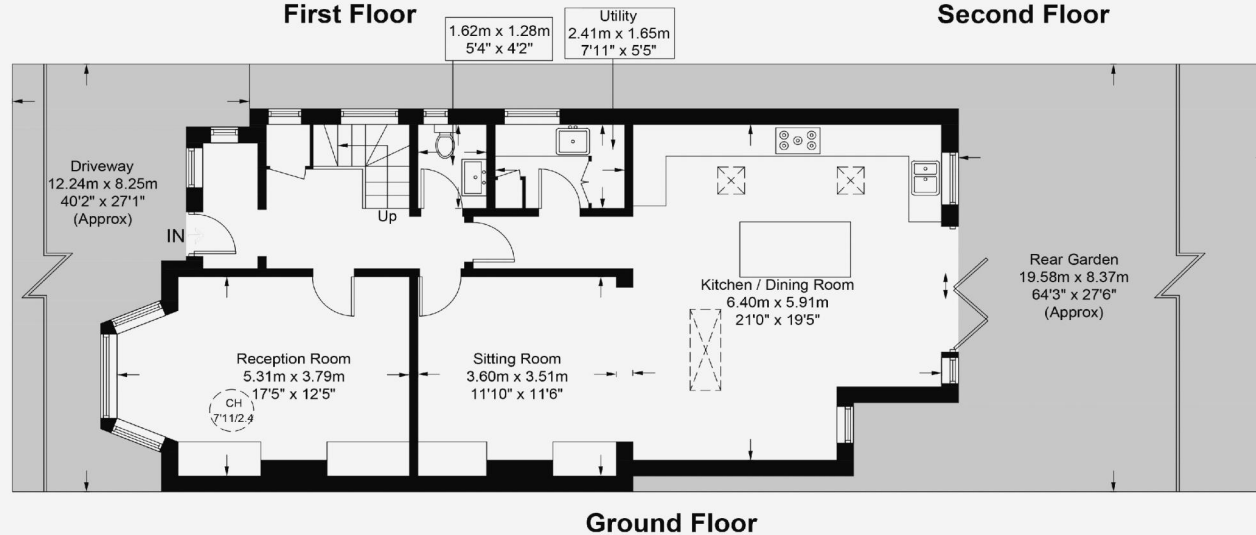 First Floor
Second Floor
1.62m x 1.28m
5'4" x 4'2"
Utility
2.41m x 1.65m
7'11" x 5'5"
Driveway
12.24m x 8.25m
40'2" x 27'1"
(Approx)
IN
Up
Kitchen / Dining Room
6.40m x 5.91m
21'0" x 19'5"
Rear Garden
19.58m x 8.37m
64'3" x 27'6"
(Approx)
Reception Room
5.31m x 3.79m
17'5" x 12'5"
CH
7'11/2.4
Sitting Room
3.60m x 3.51m
11'10" x 11'6"
Ground Floor